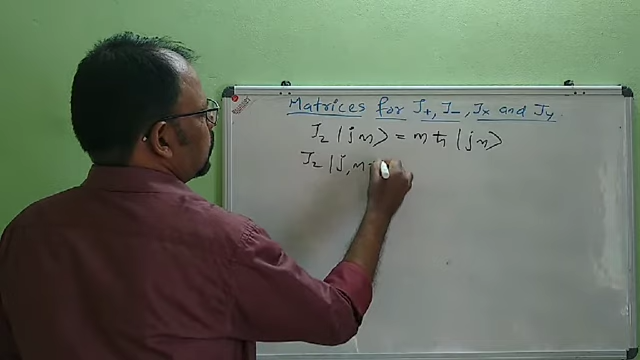 Matrices for J₊, J₋, Jx and Jy.
Jz |jm⟩ = mħ |jm⟩
Jz |j, m+